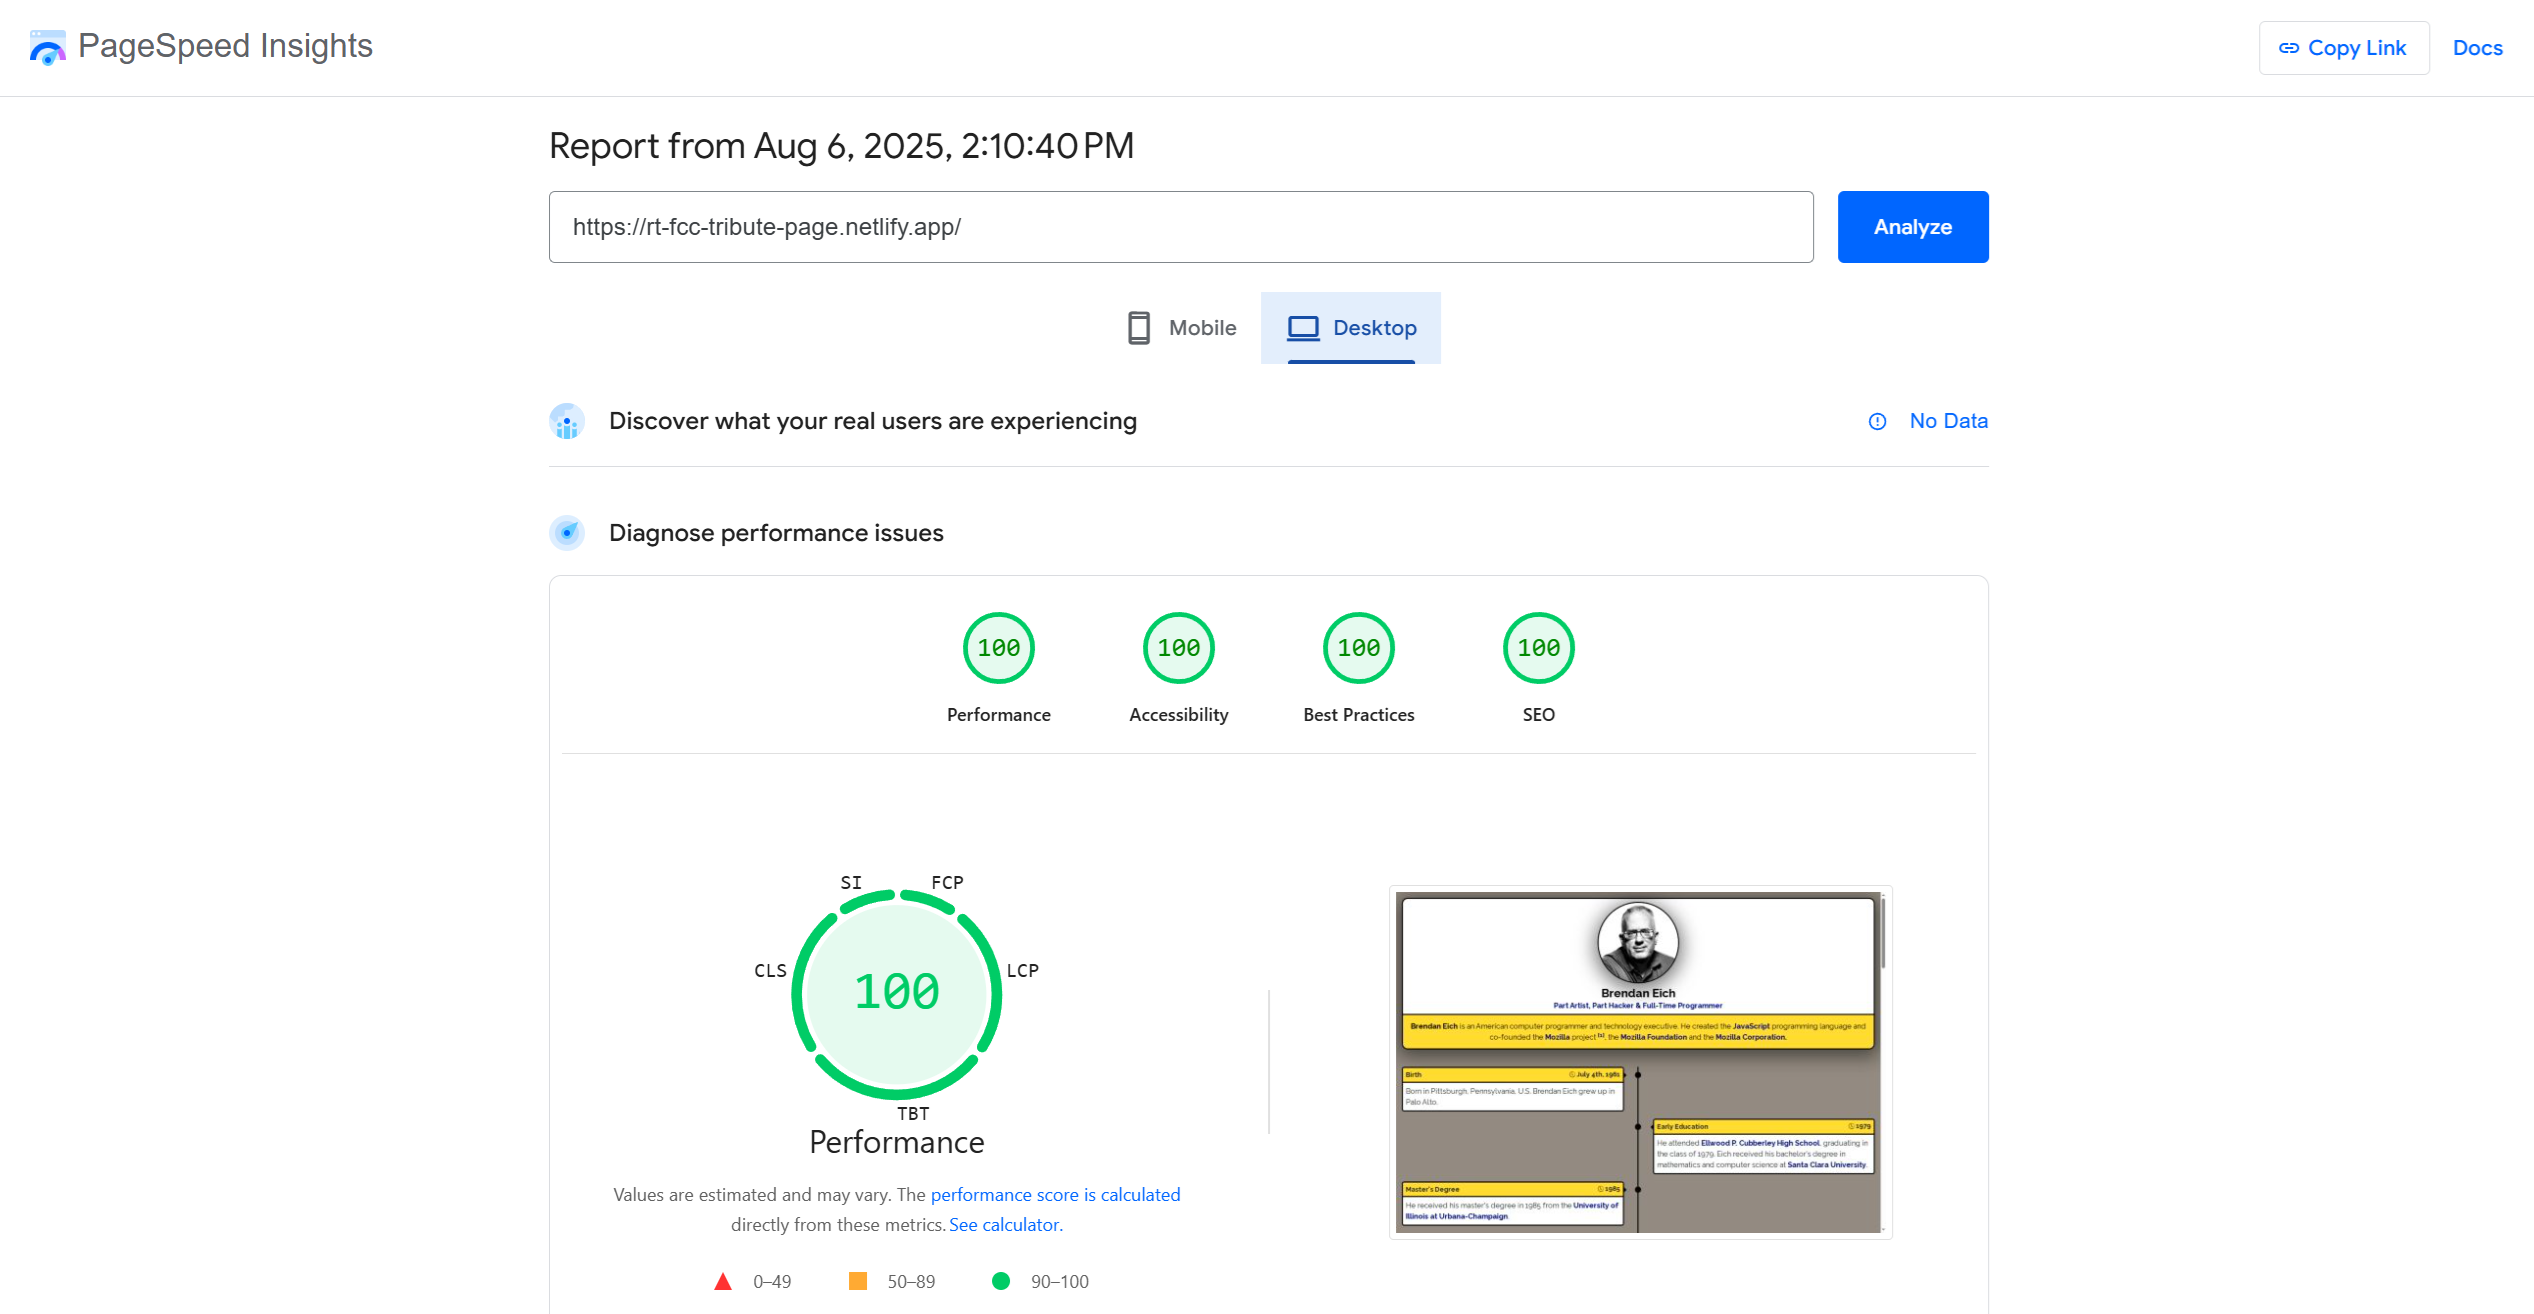 PageSpeed Insights
Copy Link
Docs
Report from Aug 6, 2025, 2:10:40 PM
https://rt-fcc-tribute-page.netlify.app/
Analyze
Mobile
Desktop
Discover what your real users are experiencing
No Data
Diagnose performance issues
100
100
100
100
Performance
Accessibility
Best Practices
SEO
SI
FCP
CLS
LCP
100
TBT
Performance
Values are estimated and may vary. The performance score is calculated
directly from these metrics. See calculator.
0–49
50–89
90–100
Brendan Eich
Part Artist, Part Hacker & Full-Time Programmer
Brendan Eich is an American computer programmer and technology executive. He created the JavaScript programming language and
co-founded the Mozilla project [1], the Mozilla Foundation and the Mozilla Corporation.
Birth
July 4th, 1961
Born in Pittsburgh, Pennsylvania, U.S. Brendan Eich grew up in
Palo Alto.
Early Education
1979
He attended Ellwood P. Cubberley High School, graduating in
the class of 1979. Eich received his bachelor's degree in
mathematics and computer science at Santa Clara University.
Master's Degree
1985
He received his master's degree in 1985 from the University of
Illinois at Urbana-Champaign.